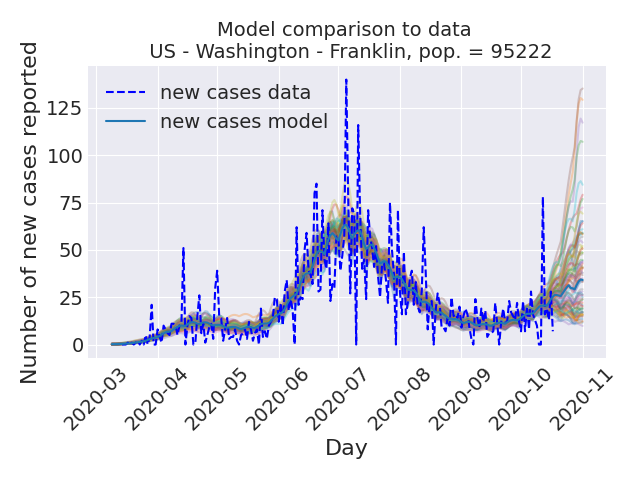 Model comparison to data
US - Washington - Franklin, pop. = 95222
Number of new cases reported
new cases data
new cases model
125
100
75
50
25
0
2020-03
2020-04
2020-05
2020-06
2020-07
2020-08
2020-09
2020-10
2020-11
Day